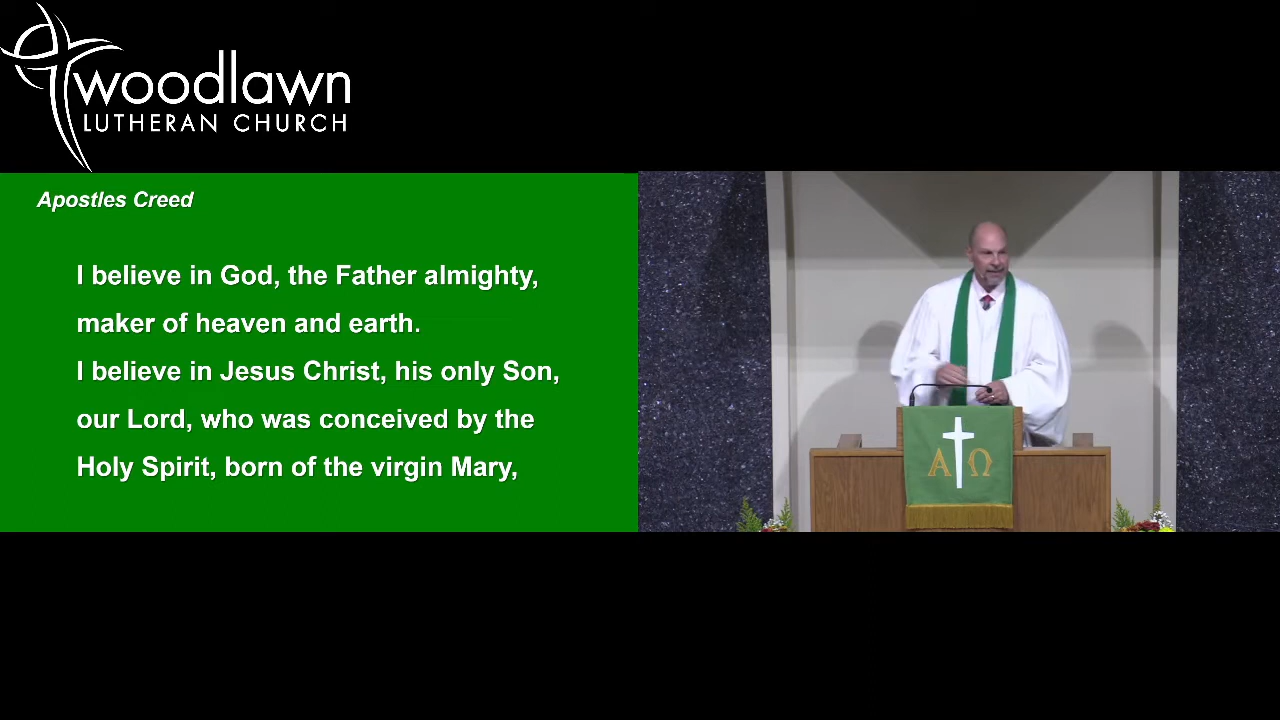 woodlawn
LUTHERAN CHURCH
Apostles Creed
I believe in God, the Father almighty,
maker of heaven and earth.
I believe in Jesus Christ, his only Son,
our Lord, who was conceived by the
Holy Spirit, born of the virgin Mary,
Α Ω